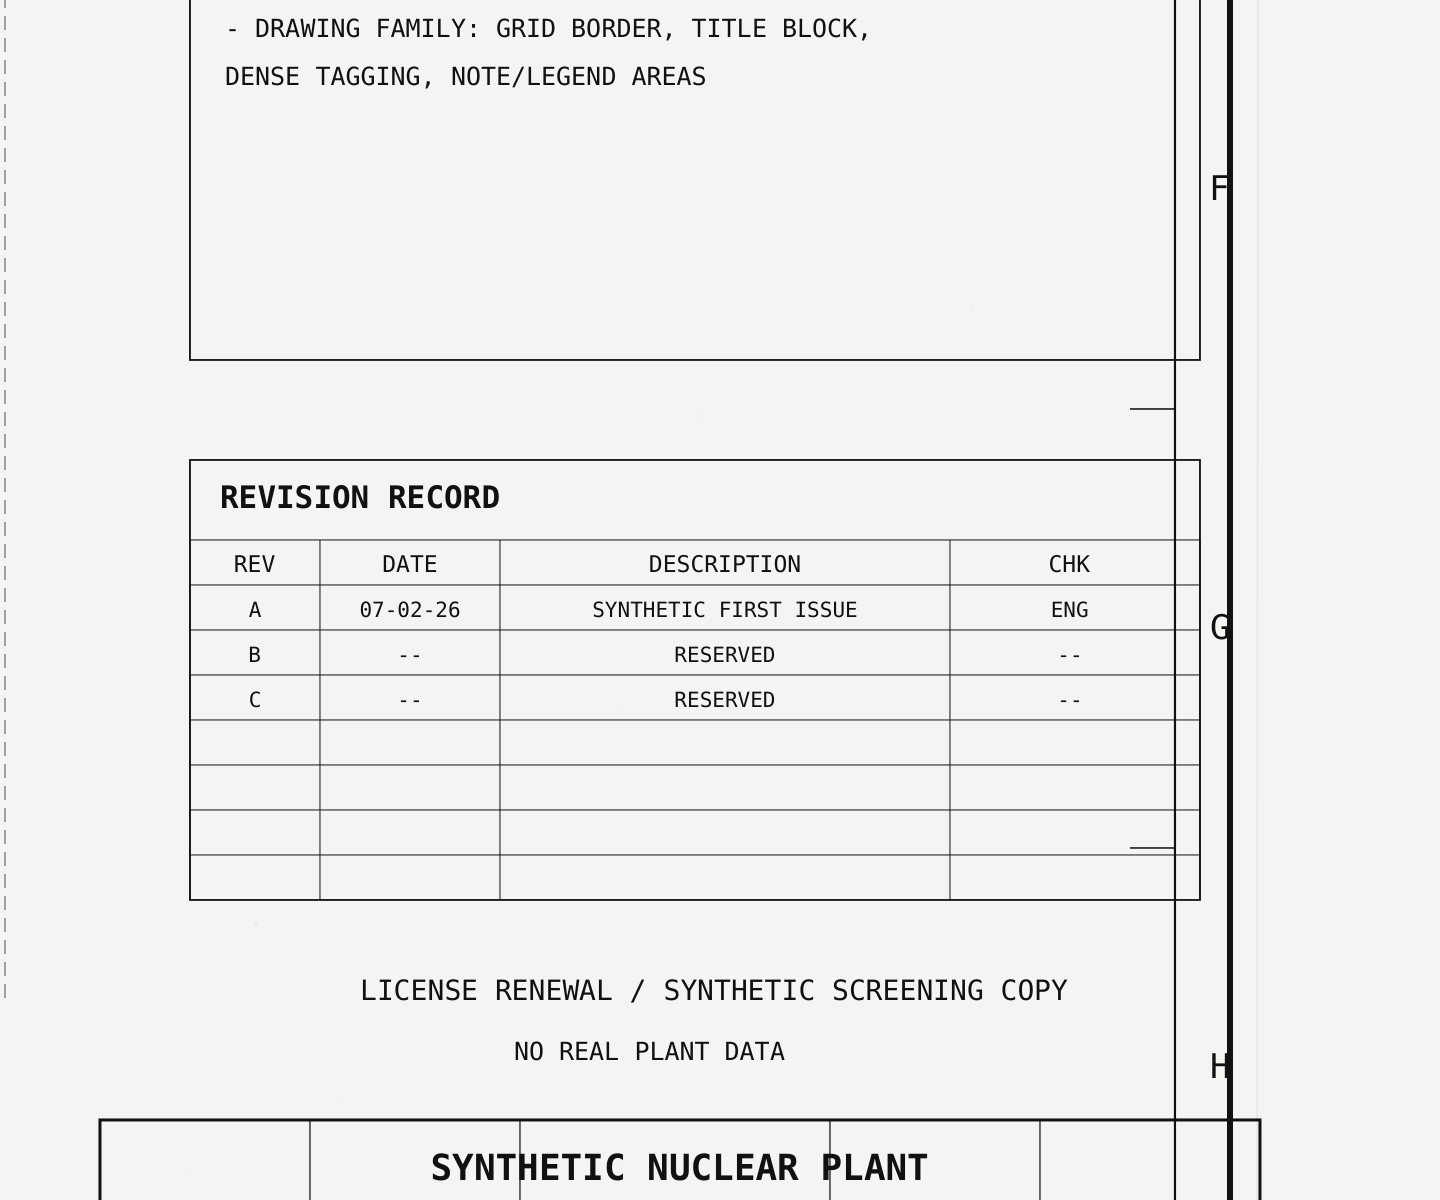 - DRAWING FAMILY: GRID BORDER, TITLE BLOCK,
DENSE TAGGING, NOTE/LEGEND AREAS
F
REVISION RECORD
REV DATE DESCRIPTION CHK
A 07-02-26 SYNTHETIC FIRST ISSUE ENG
G
B -- RESERVED --
C -- RESERVED --
LICENSE RENEWAL / SYNTHETIC SCREENING COPY
NO REAL PLANT DATA
H
SYNTHETIC NUCLEAR PLANT